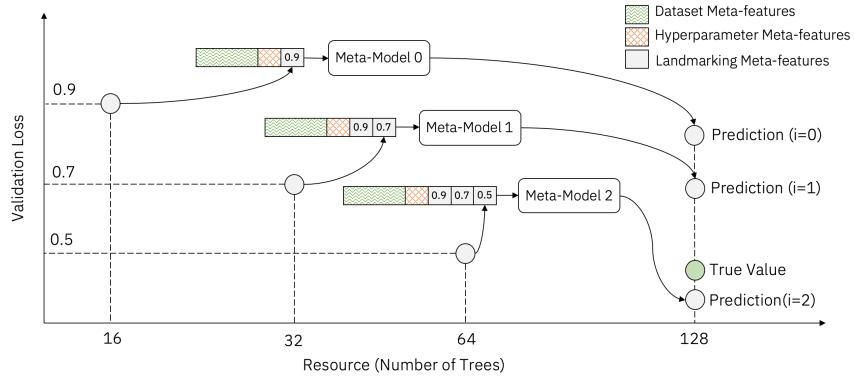 Dataset Meta-features
Hyperparameter Meta-features
Landmarking Meta-features
0.9
Meta-Model 0
0.9
Prediction (i=0)
0.9 0.7
Meta-Model 1
0.7
Prediction (i=1)
0.9 0.7 0.5
Meta-Model 2
0.5
True Value
Prediction(i=2)
Validation Loss
16
32
64
128
Resource (Number of Trees)